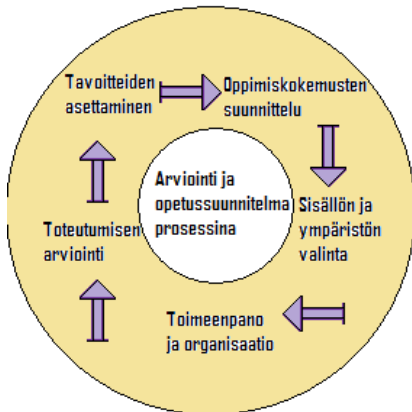 Tavoitteiden
asettaminen
Oppimiskokemusten
suunnittelu
Sisällön ja
ympäristön
valinta
Toimeenpano
ja organisaatio
Toteutumisen
arviointi
Arviointi ja
opetussuunnitelma
prosessina